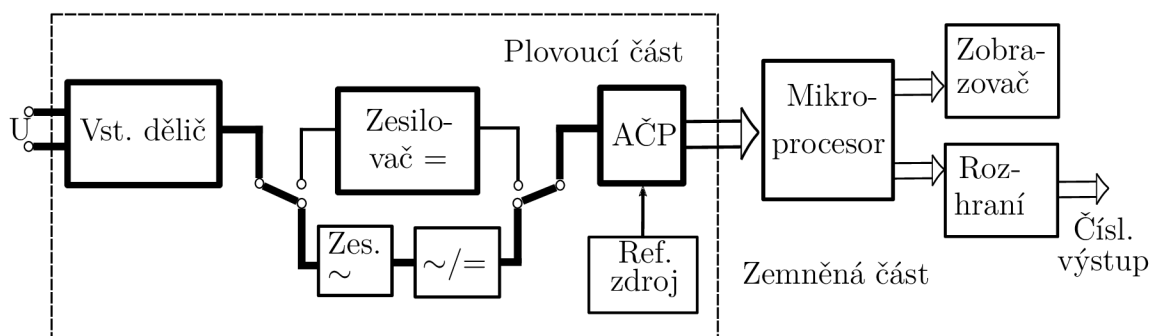 Plovoucí část
U
Vst. dělič
Zesilo-
vač =
AČP
Mikro-
procesor
Zobra-
zovač
Roz-
hraní
Zes.
~
~/=
Ref.
zdroj
Zemněná část
Čísl.
výstup